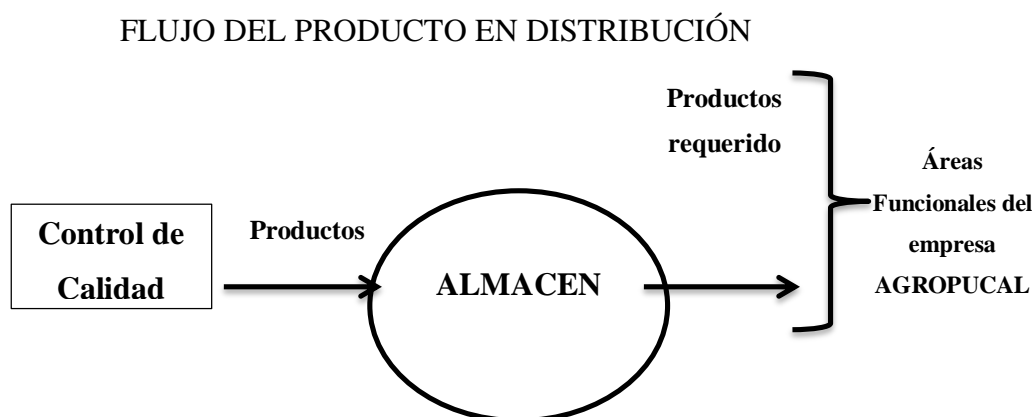 FLUJO DEL PRODUCTO EN DISTRIBUCIÓN
Control de
Calidad
Productos
ALMACEN
Productos
requerido
Áreas
Funcionales del
empresa
AGROPUCAL